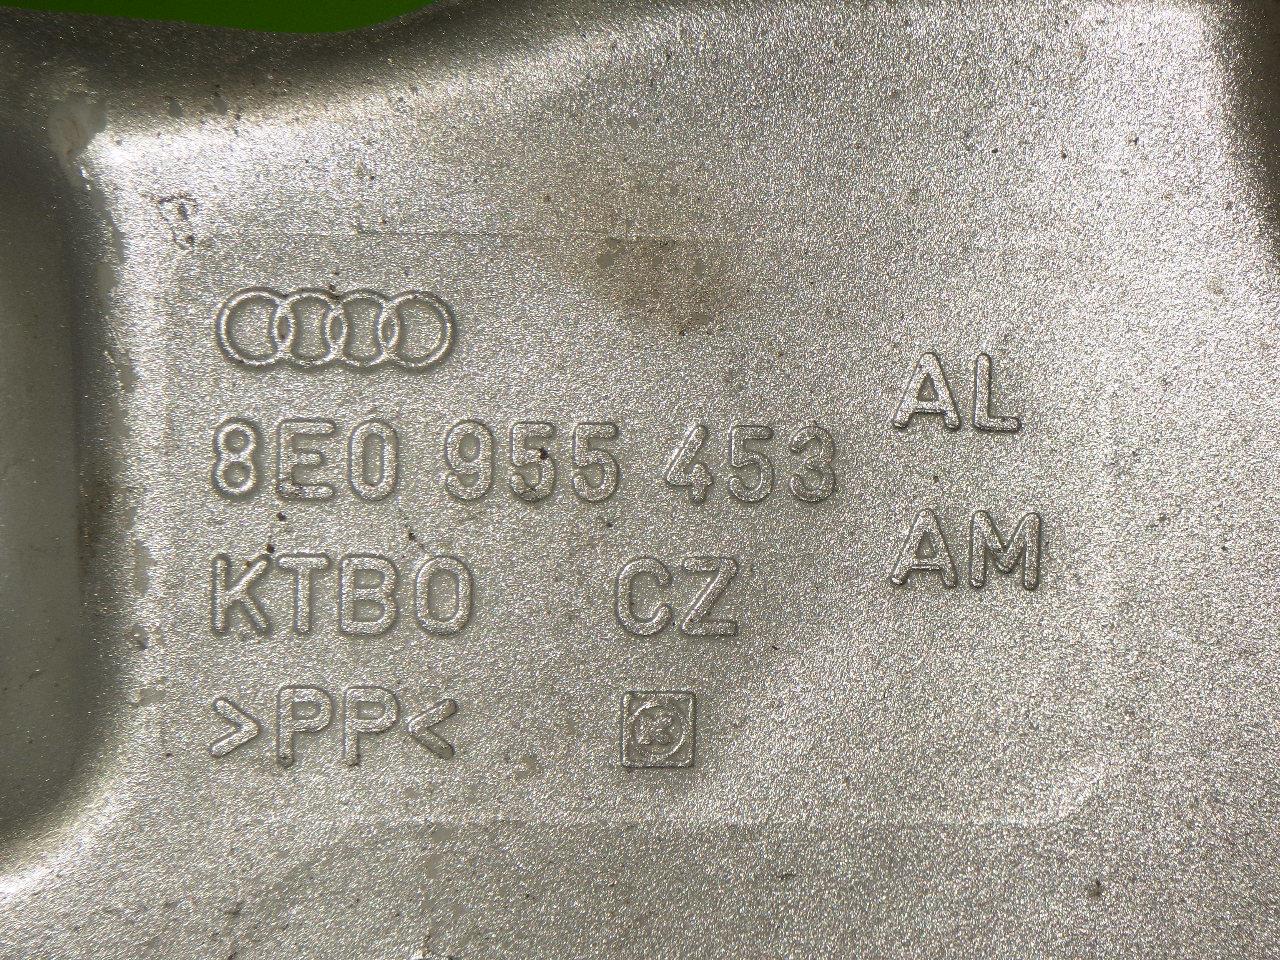 8E0 955 453 AL
AM
KTBO CZ
>PP<